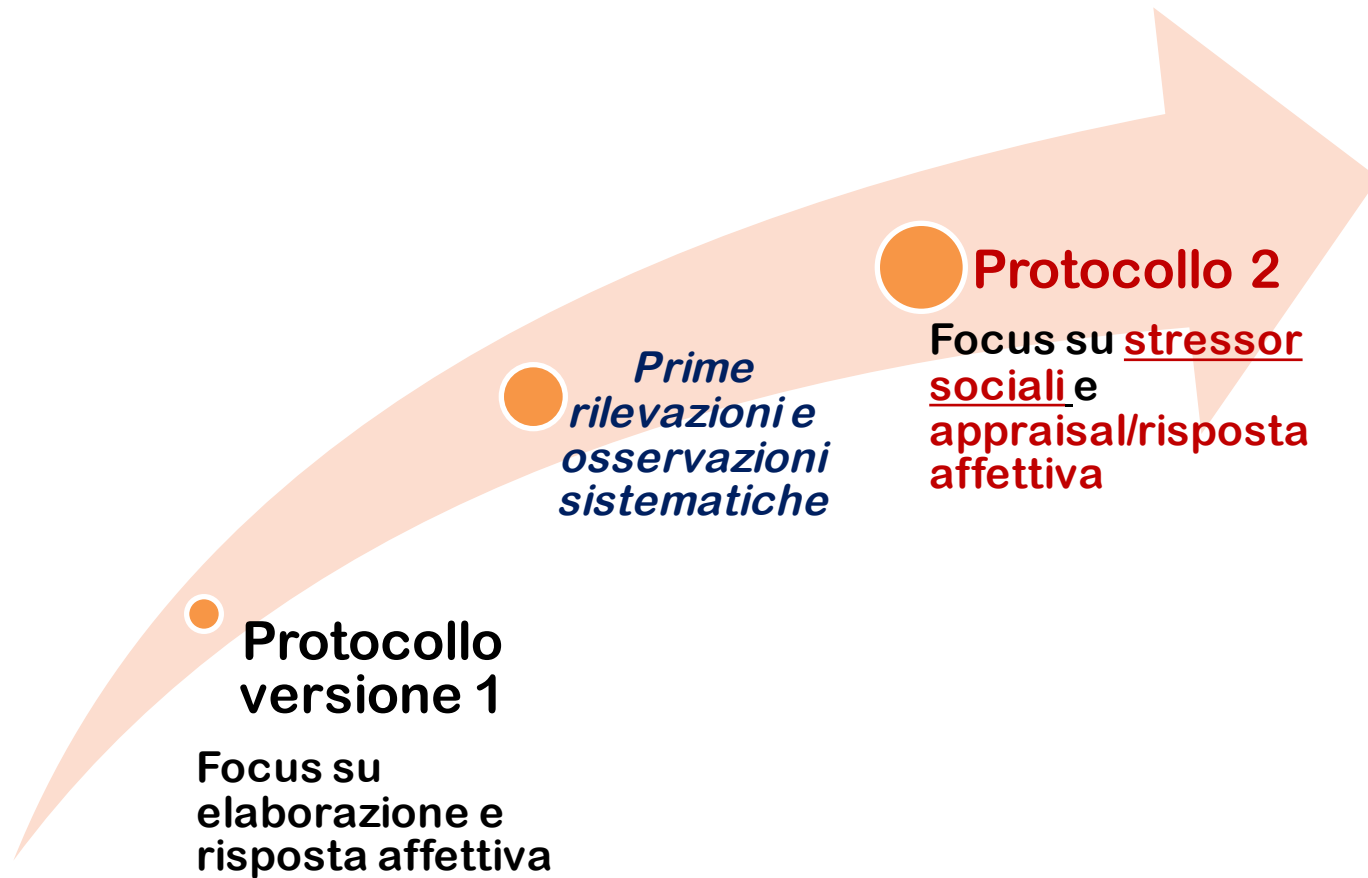 Protocollo 2
Focus su stressor
sociali e
appraisal/risposta
affettiva
Prime
rilevazioni e
osservazioni
sistematiche
Protocollo
versione 1
Focus su
elaborazione e
risposta affettiva